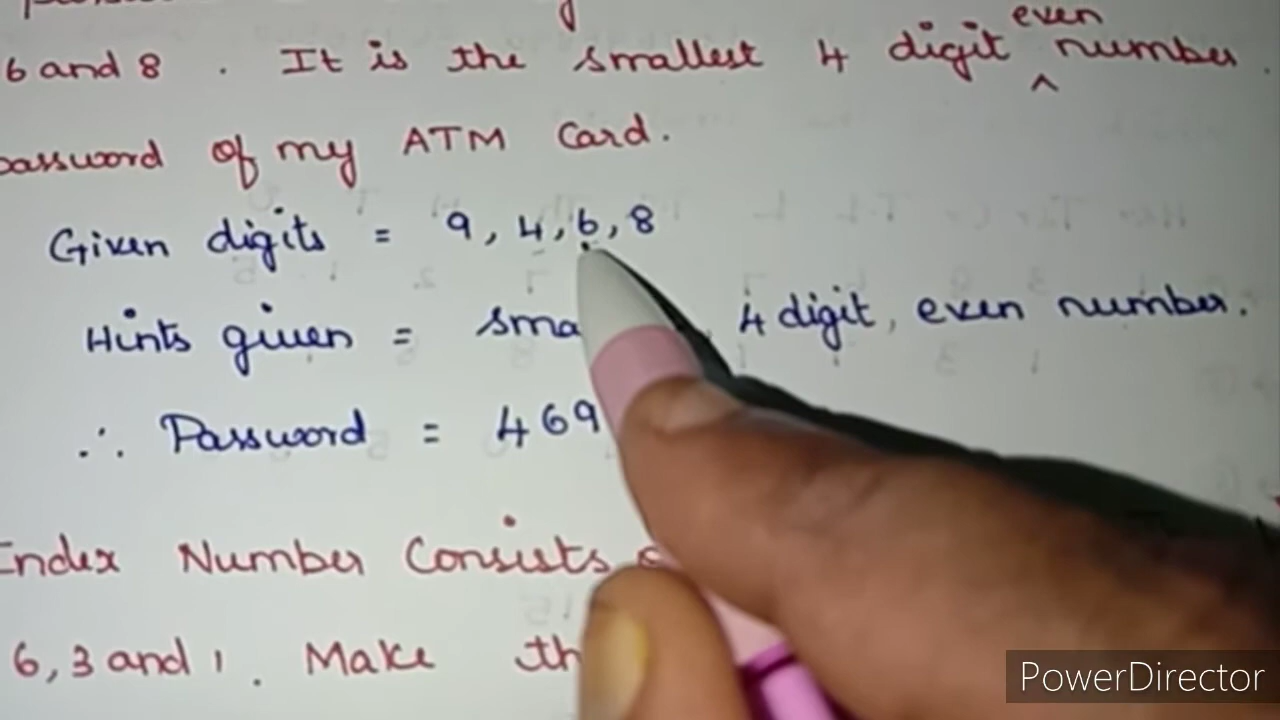 even
6 and 8 . It is the smallest 4 digit ^ number.
password of my ATM Card.
Given digits = 9, 4, 6, 8
Hints given = sma , 4 digit, even number.
∴ Password = 469
Index Number Consists
6, 3 and 1. Make th
PowerDirector